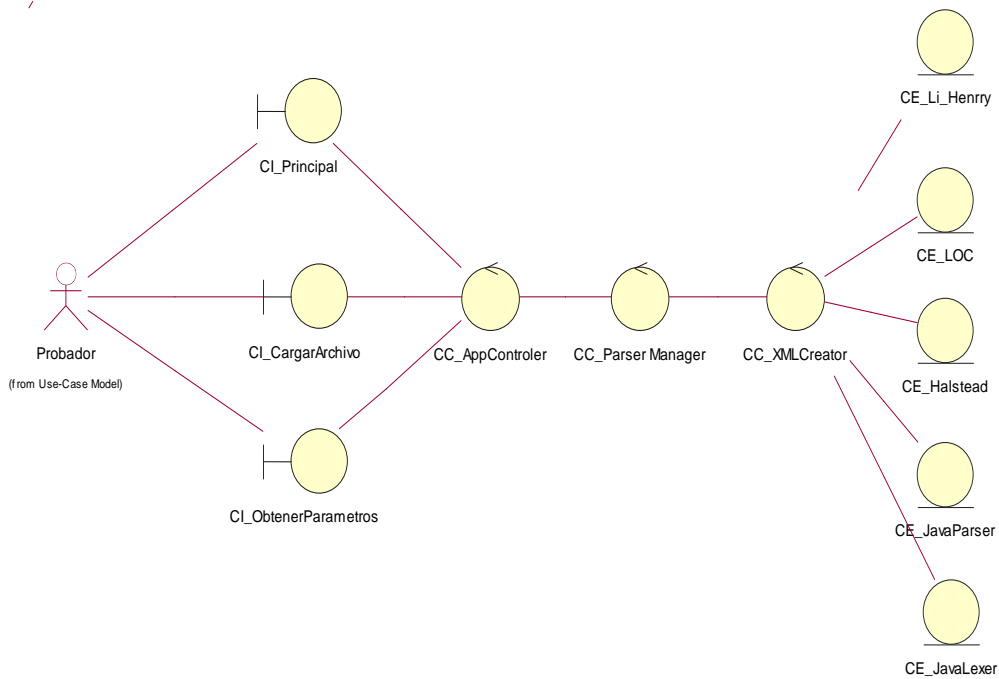 CE_Li_Henrry
CI_Principal
CE_LOC
Probador
(from Use-Case Model)
CI_CargarArchivo
CC_AppControler
CC_Parser Manager
CC_XMLCreator
CE_Halstead
CI_ObtenerParametros
CE_JavaParser
CE_JavaLexer